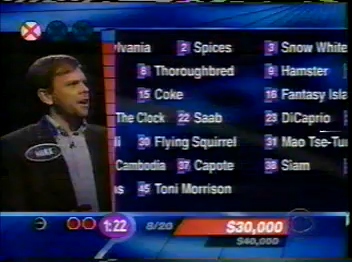 lvania 2 Spices 3 Snow White
8 Thoroughbred 9 Hamster
15 Coke 16 Fantasy Isla
The Clock 22 Saab 23 DiCaprio
i 30 Flying Squirrel 31 Mao Tse-Tu
Cambodia 37 Capote 38 Siam
s 45 Toni Morrison
1:22 8/20 $30,000
$40,000